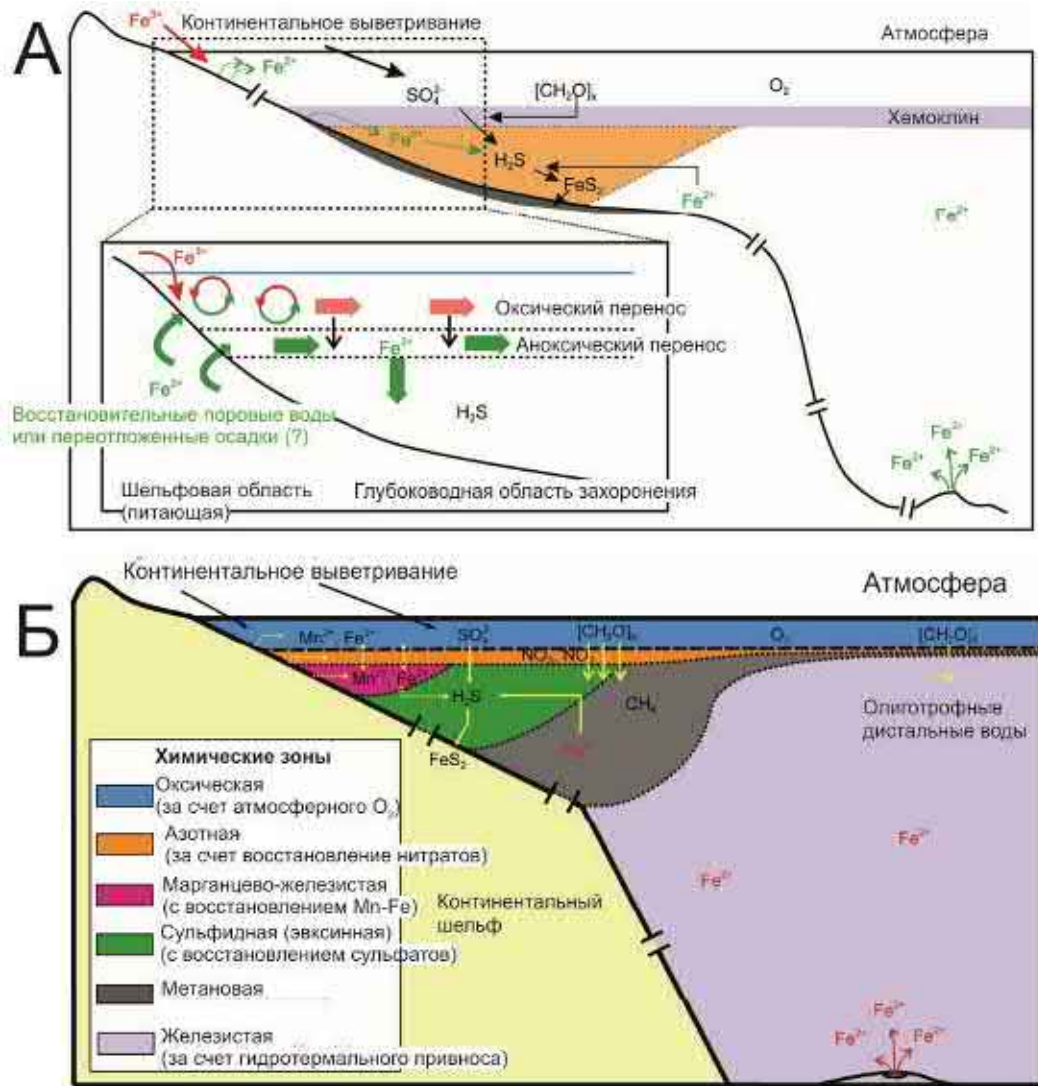 А
Fe³⁺
Континентальное выветривание
Атмосфера
Fe²⁺
SO₄²⁻
[CH₂O]ₓ
O₂
Хемоклин
Fe²⁺
H₂S
FeS₂
Fe²⁺
Fe²⁺
Fe³⁺
Оксический перенос
Fe²⁺
Аноксический перенос
Fe²⁺
H₂S
Восстановительные поровые воды
или переотложенные осадки (?)
Fe²⁺
Fe²⁺
Fe²⁺
Шельфовая область
(питающая)
Глубоководная область захоронения
Б
Континентальное выветривание
Атмосфера
SO₄²⁻
O₂
CH₄
H₂S
FeS₂
Олиготрофные
дистальные воды
Химические зоны
Оксическая
(за счет атмосферного O₂)
Азотная
(за счет восстановление нитратов)
Марганцево-железистая
(с восстановлением Mn-Fe)
Сульфидная (эвксинная)
(с восстановлением сульфатов)
Метановая
Железистая
(за счет гидротермального привноса)
Континентальный
шельф
Fe²⁺
Fe²⁺
Fe²⁺
Fe²⁺
Fe²⁺